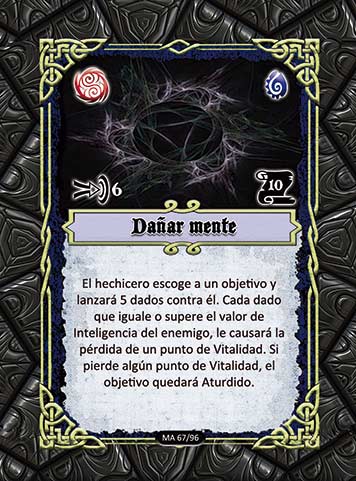 6
10
Dañar mente
El hechicero escoge a un objetivo y
lanzará 5 dados contra él. Cada dado
que iguale o supere el valor de
Inteligencia del enemigo, le causará la
pérdida de un punto de Vitalidad. Si
pierde algún punto de Vitalidad, el
objetivo quedará Aturdido.
MA 67/96